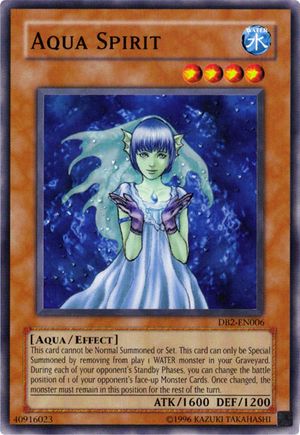 AQUA SPIRIT
WATER
水
DB2-EN006
[AQUA / EFFECT]
This card cannot be Normal Summoned or Set. This card can only be Special
Summoned by removing from play 1 WATER monster in your Graveyard.
During each of your opponent's Standby Phases, you can change the battle
position of 1 of your opponent's face-up Monster Cards. Once changed, the
monster must remain in this position for the rest of the turn.
ATK/1600 DEF/1200
40916023 ©1996 KAZUKI TAKAHASHI